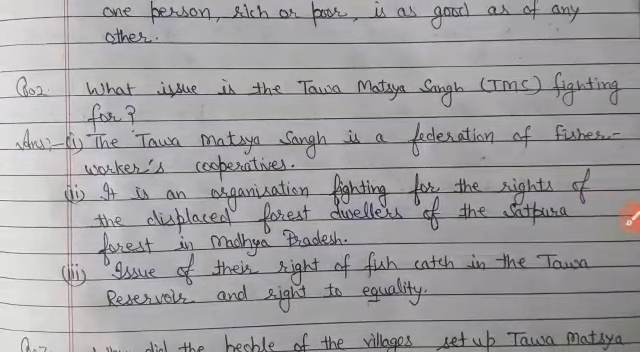 one person, rich or poor, is as good as of any
other.
Q02. What issue is the Tawa Matsya Sangh (TMS) fighting
for?
Ans:- (i) The Tawa Matsya Sangh is a federation of Fisher-
worker's cooperatives.
(ii) It is an organisation fighting for the rights of
the displaced forest dwellers of the Satpura
forest in Madhya Pradesh.
(iii) Issue of their right of fish catch in the Tawa
Reservoir and right to equality.
did the people of the villages set up Tawa Matsya